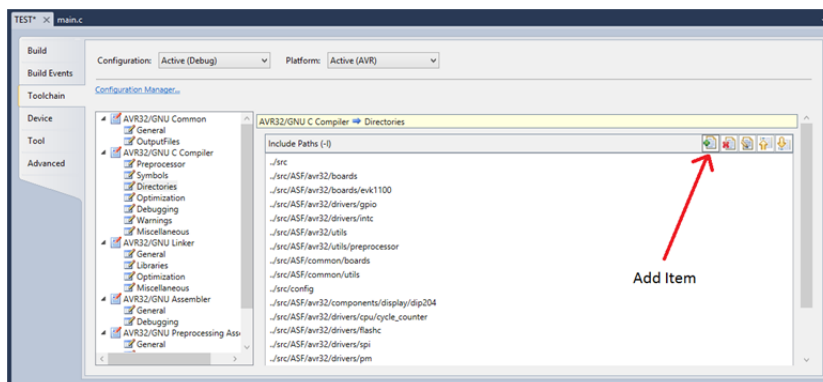 TEST* × main.c
Build
Build Events
Toolchain
Device
Tool
Advanced
Configuration: Active (Debug) Platform: Active (AVR)
Configuration Manager...
AVR32/GNU Common
General
OutputFiles
AVR32/GNU C Compiler
Preprocessor
Symbols
Directories
Optimization
Debugging
Warnings
Miscellaneous
AVR32/GNU Linker
General
Libraries
Optimization
Miscellaneous
AVR32/GNU Assembler
General
Debugging
AVR32/GNU Preprocessing Ass
General
AVR32/GNU C Compiler ➡ Directories
Include Paths (-I)
../src
../src/ASF/avr32/boards
../src/ASF/avr32/boards/evk1100
../src/ASF/avr32/drivers/gpio
../src/ASF/avr32/drivers/intc
../src/ASF/avr32/utils
../src/ASF/avr32/utils/preprocessor
../src/ASF/common/boards
../src/ASF/common/utils
../src/config
../src/ASF/avr32/components/display/dip204
../src/ASF/avr32/drivers/cpu/cycle_counter
../src/ASF/avr32/drivers/flashc
../src/ASF/avr32/drivers/spi
../src/ASF/avr32/drivers/pm
Add Item